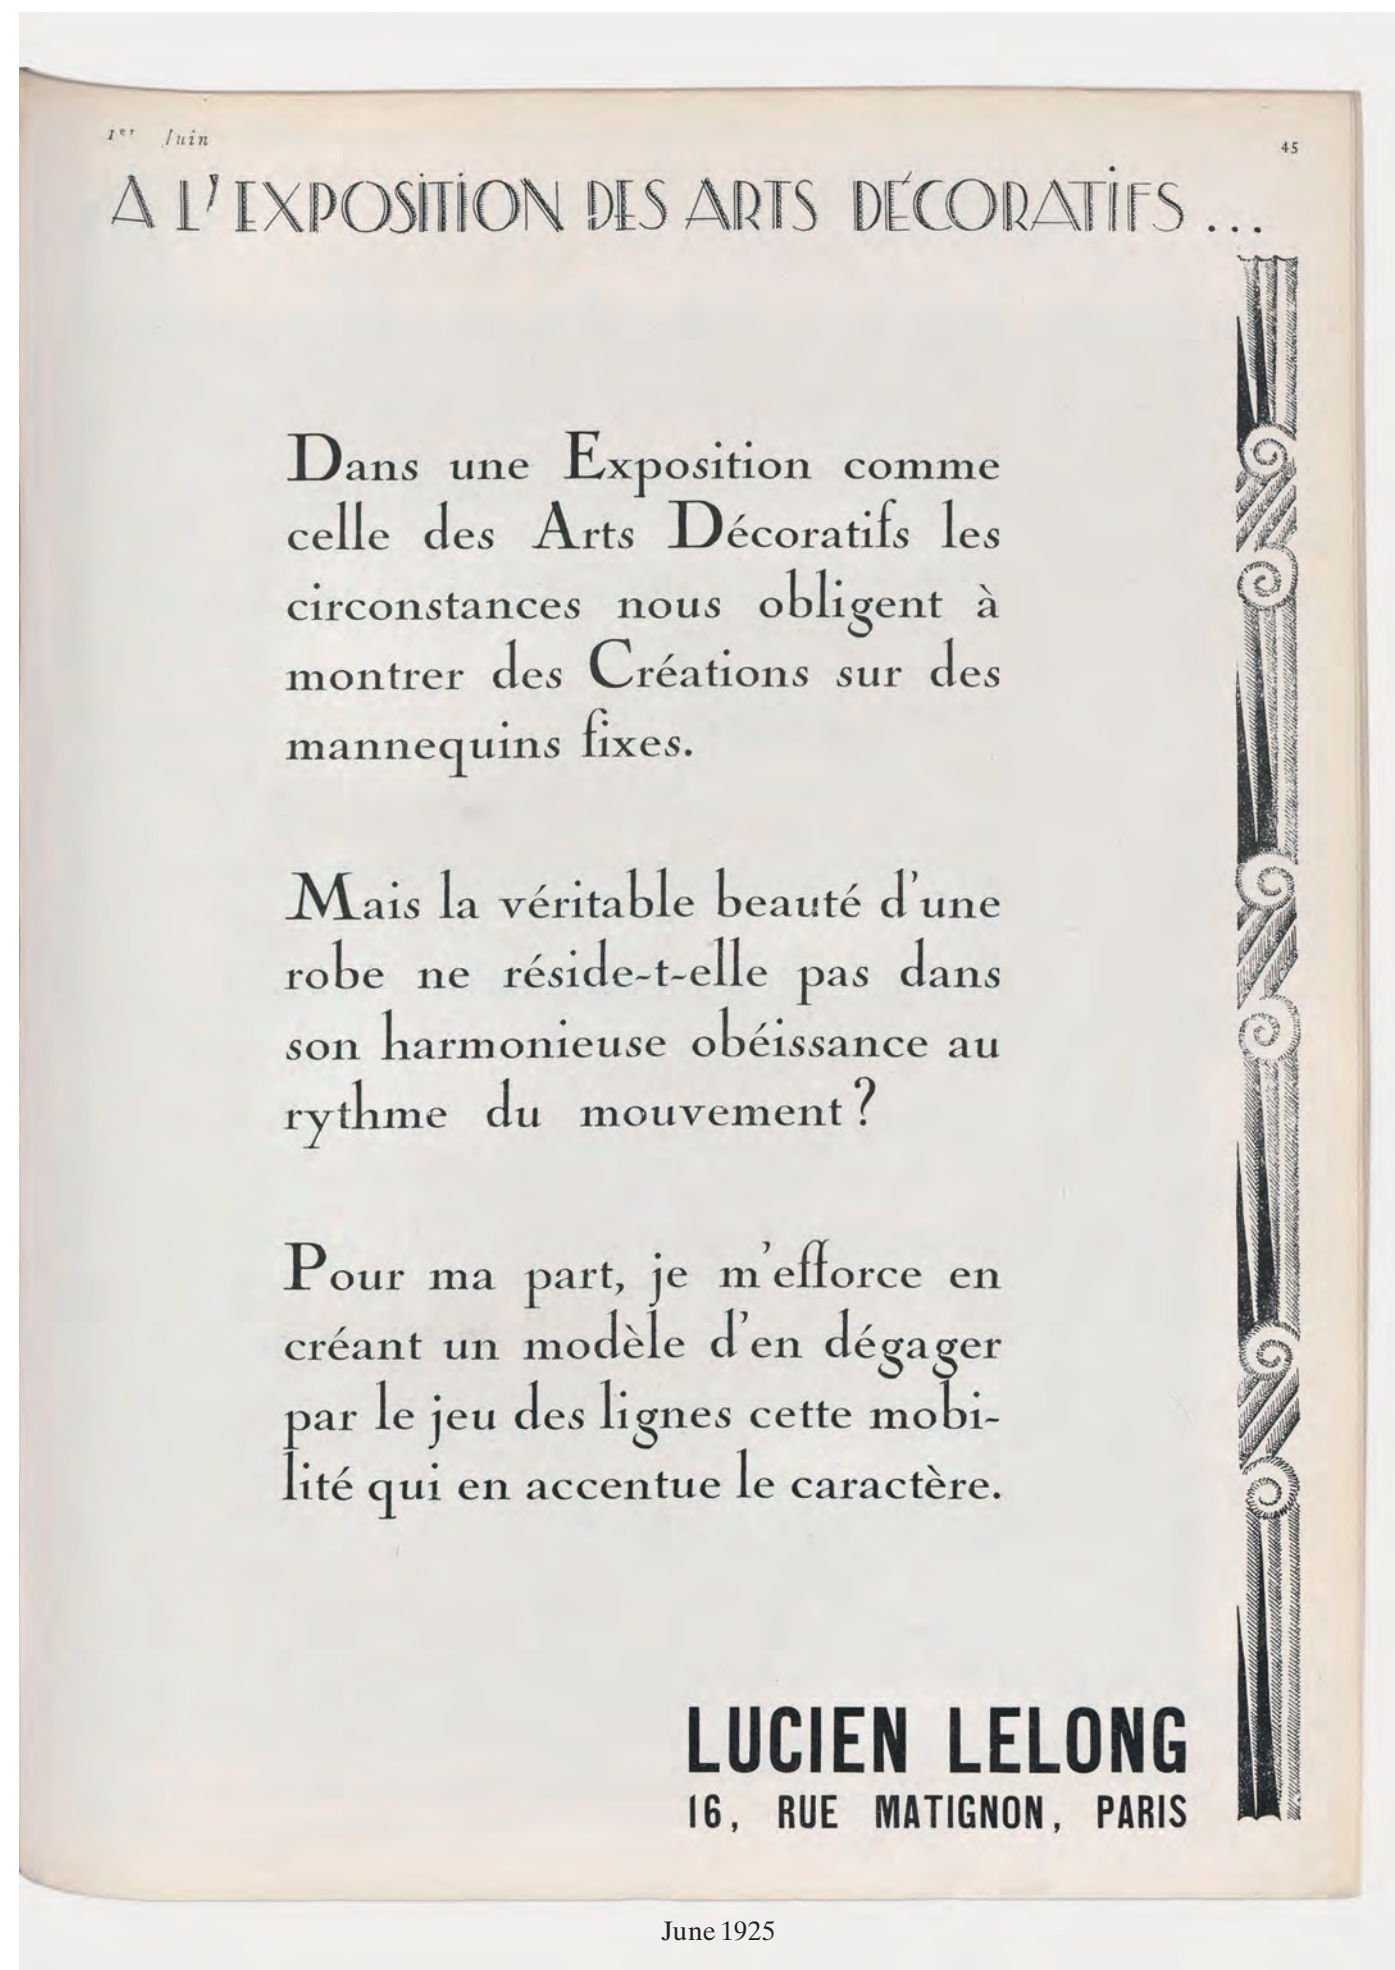 1er Juin
45
A L'EXPOSITION DES ARTS DÉCORATIFS...
Dans une Exposition comme
celle des Arts Décoratifs les
circonstances nous obligent à
montrer des Créations sur des
mannequins fixes.
Mais la véritable beauté d'une
robe ne réside-t-elle pas dans
son harmonieuse obéissance au
rythme du mouvement?
Pour ma part, je m'efforce en
créant un modèle d'en dégager
par le jeu des lignes cette mobi-
lité qui en accentue le caractère.
LUCIEN LELONG
16, RUE MATIGNON, PARIS
June 1925